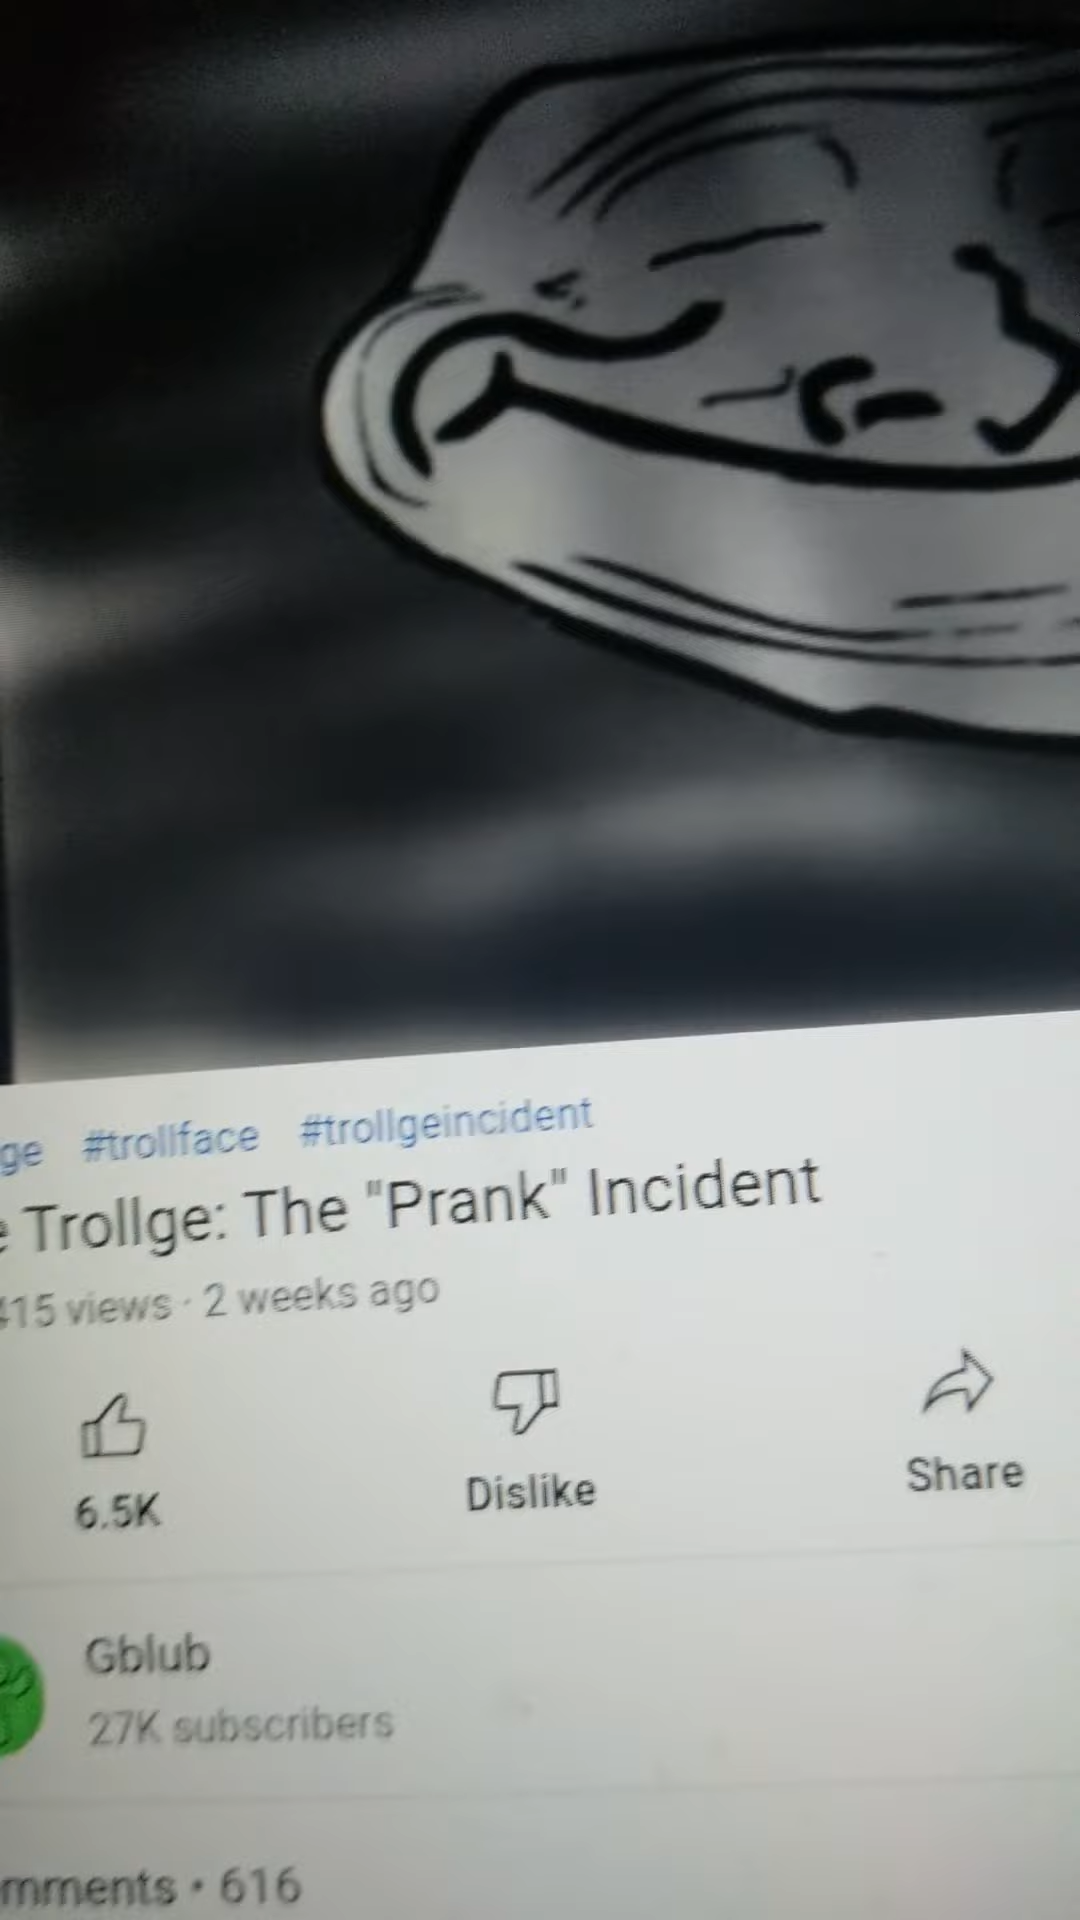 #trollface #trollgeincident
Trollge: The "Prank" Incident
views · 2 weeks ago
6.5K
Dislike
Share
Gblub
27K subscribers
616